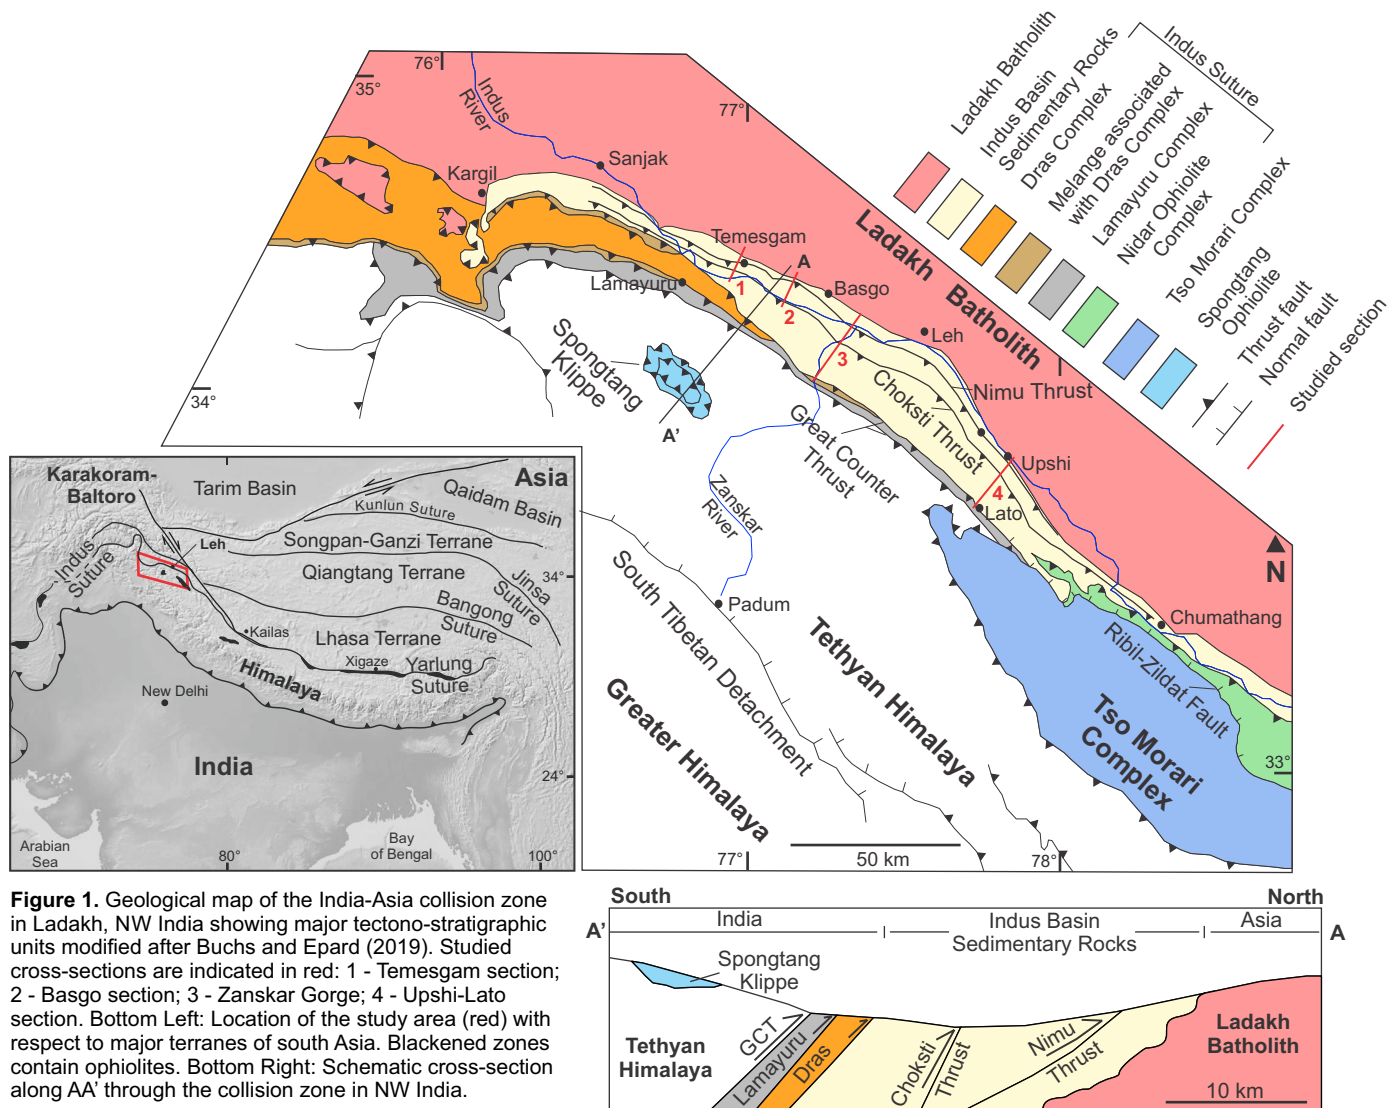 76°
35°
Indus
River
77°
Sanjak
Kargil
Temesgam
A
Lamayuru
1
2
3
Basgo
Leh
Ladakh Batholith
Nimu Thrust
Choksti Thrust
Great Counter
Thrust
Spongtang
Klippe
A'
34°
Upshi
4
Lato
Zanskar
River
Padum
South Tibetan Detachment
Tethyan Himalaya
Greater Himalaya
Tso Morari
Complex
Ribil-Zildat Fault
Chumathang
N
33°
77°
50 km
78°
Ladakh Batholith
Indus Basin
Sedimentary Rocks
Dras Complex
Melange associated
with Dras Complex
Lamayuru Complex
Nidar Ophiolite
Complex
Indus Suture
Tso Morari Complex
Spongtang
Ophiolite
Thrust fault
Normal fault
Studied section
Karakoram-
Baltoro
Tarim Basin
Asia
Qaidam Basin
Kunlun Suture
Leh
Songpan-Ganzi Terrane
Indus
Suture
Qiangtang Terrane
Jinsa
Suture
34°
Bangong
Suture
Kailas
Lhasa Terrane
Xigaze
Yarlung
Suture
Himalaya
New Delhi
India
24°
Arabian
Sea
80°
Bay
of Bengal
100°
Figure 1. Geological map of the India-Asia collision zone
in Ladakh, NW India showing major tectono-stratigraphic
units modified after Buchs and Epard (2019). Studied
cross-sections are indicated in red: 1 - Temesgam section;
2 - Basgo section; 3 - Zanskar Gorge; 4 - Upshi-Lato
section. Bottom Left: Location of the study area (red) with
respect to major terranes of south Asia. Blackened zones
contain ophiolites. Bottom Right: Schematic cross-section
along AA' through the collision zone in NW India.
South
North
A'
India
Indus Basin
Sedimentary Rocks
Asia
A
Spongtang
Klippe
Tethyan
Himalaya
GCT
Lamayuru
Dras
Choksti
Thrust
Nimu
Thrust
Ladakh
Batholith
10 km